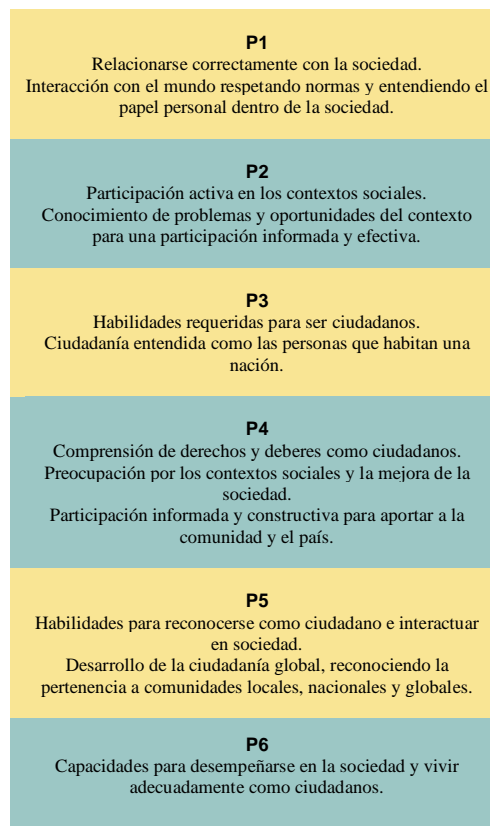 P1
Relacionarse correctamente con la sociedad.
Interacción con el mundo respetando normas y entendiendo el
papel personal dentro de la sociedad.
P2
Participación activa en los contextos sociales.
Conocimiento de problemas y oportunidades del contexto
para una participación informada y efectiva.
P3
Habilidades requeridas para ser ciudadanos.
Ciudadanía entendida como las personas que habitan una
nación.
P4
Comprensión de derechos y deberes como ciudadanos.
Preocupación por los contextos sociales y la mejora de la
sociedad.
Participación informada y constructiva para aportar a la
comunidad y el país.
P5
Habilidades para reconocerse como ciudadano e interactuar
en sociedad.
Desarrollo de la ciudadanía global, reconociendo la
pertenencia a comunidades locales, nacionales y globales.
P6
Capacidades para desempeñarse en la sociedad y vivir
adecuadamente como ciudadanos.